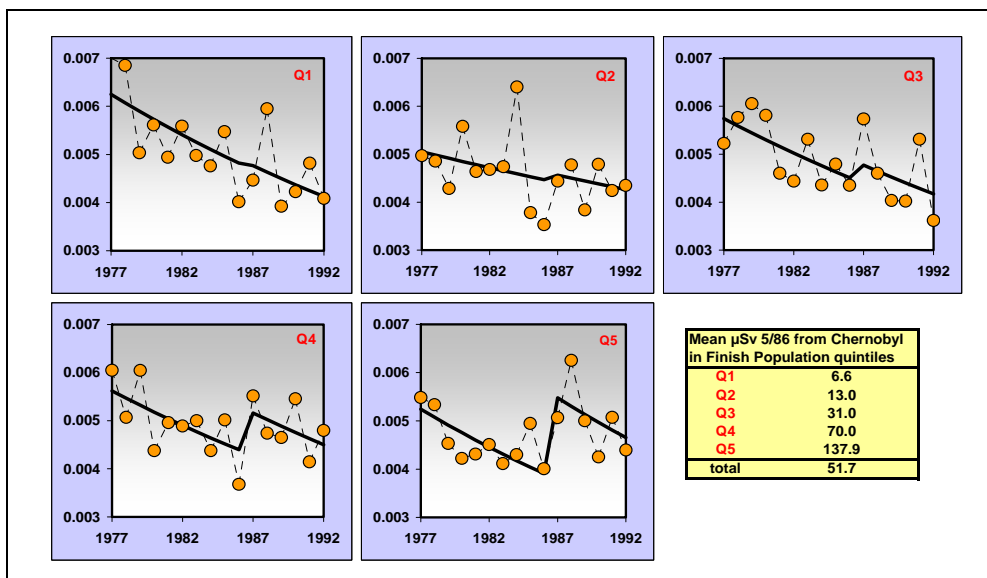 Q1
0.007
0.006
0.005
0.004
0.003
1977 1982 1987 1992
Q2
0.007
0.006
0.005
0.004
0.003
1977 1982 1987 1992
Q3
0.007
0.006
0.005
0.004
0.003
1977 1982 1987 1992
Q4
0.007
0.006
0.005
0.004
0.003
1977 1982 1987 1992
Q5
0.007
0.006
0.005
0.004
0.003
1977 1982 1987 1992
Mean µSv 5/86 from Chernobyl
in Finish Population quintiles
Q1 6.6
Q2 13.0
Q3 31.0
Q4 70.0
Q5 137.9
total 51.7